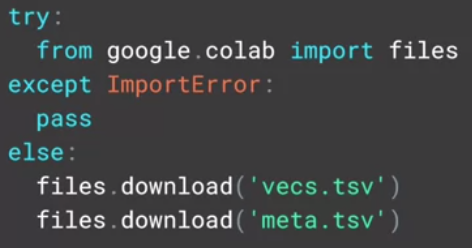 try:
  from google.colab import files
except ImportError:
  pass
else:
  files.download('vecs.tsv')
  files.download('meta.tsv')